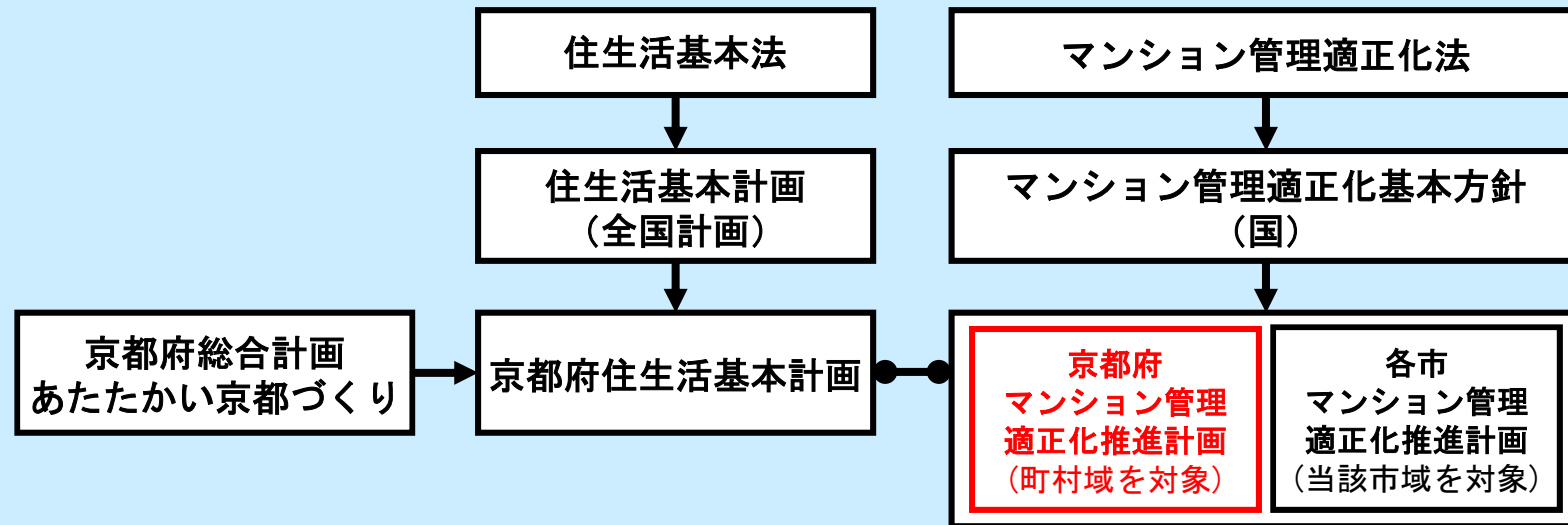 住生活基本法
マンション管理適正化法
住生活基本計画
（全国計画）
マンション管理適正化基本方針
（国）
京都府総合計画
あたたかい京都づくり
京都府住生活基本計画
京都府
マンション管理
適正化推進計画
（町村域を対象）
各市
マンション管理
適正化推進計画
（当該市域を対象）